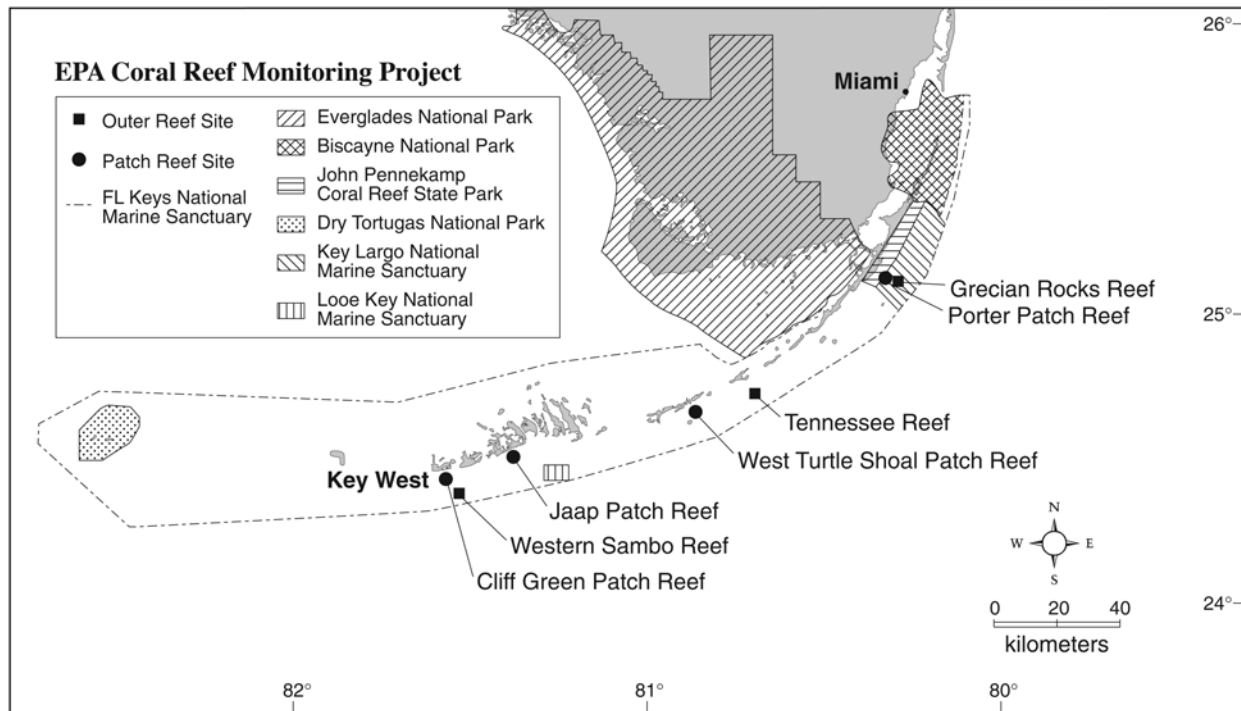 EPA Coral Reef Monitoring Project
Outer Reef Site
Patch Reef Site
FL Keys National
Marine Sanctuary
Everglades National Park
Biscayne National Park
John Pennekamp
Coral Reef State Park
Dry Tortugas National Park
Key Largo National
Marine Sanctuary
Looe Key National
Marine Sanctuary
26°
Miami
Grecian Rocks Reef
Porter Patch Reef
25°
Tennessee Reef
West Turtle Shoal Patch Reef
Key West
Jaap Patch Reef
Western Sambo Reef
Cliff Green Patch Reef
N
W E
S
24°
0 20 40
kilometers
82° 81° 80°